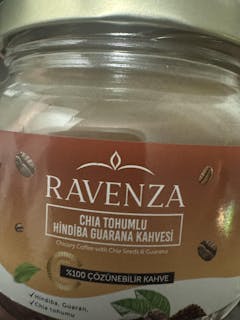 RAVENZA
CHIA TOHUMLU
HİNDİBA GUARANA KAHVESİ
Chicory Coffee with Chia Seeds & Guarana
%100 ÇÖZÜNEBİLİR KAHVE
✓Hindiba, Guaran,
✓Chia tohumu